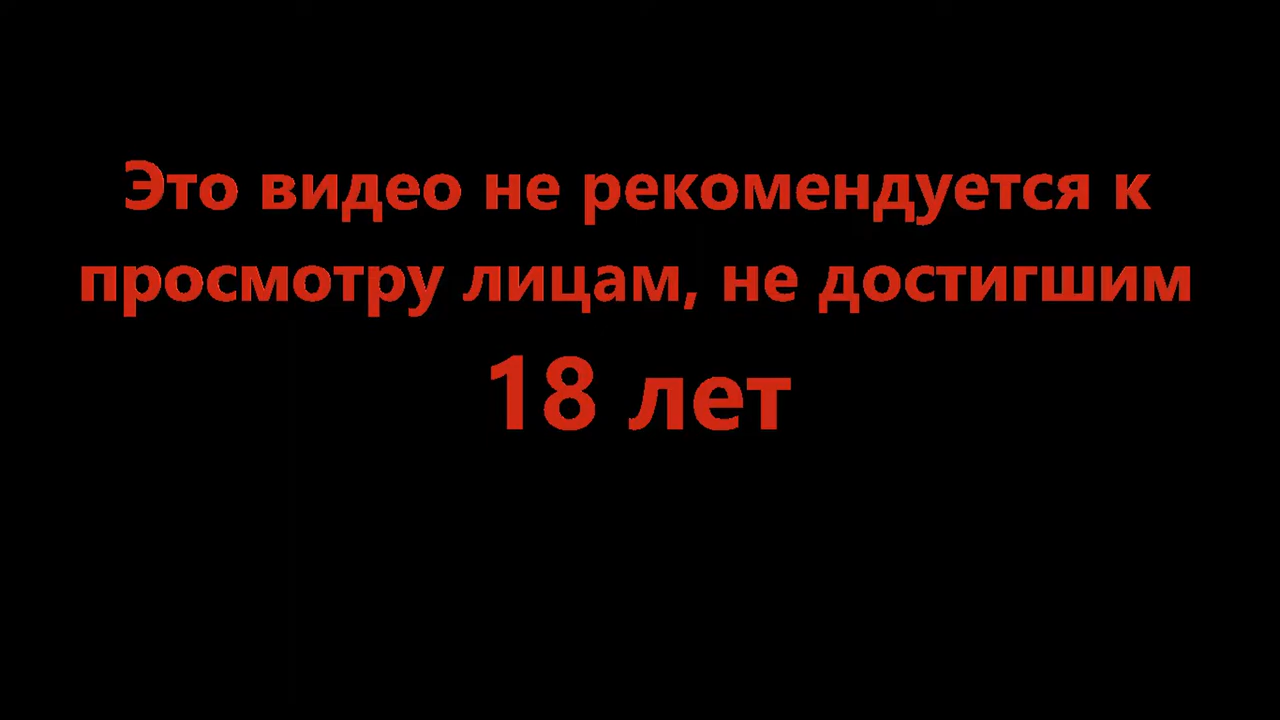 Это видео не рекомендуется к
просмотру лицам, не достигшим
18 лет